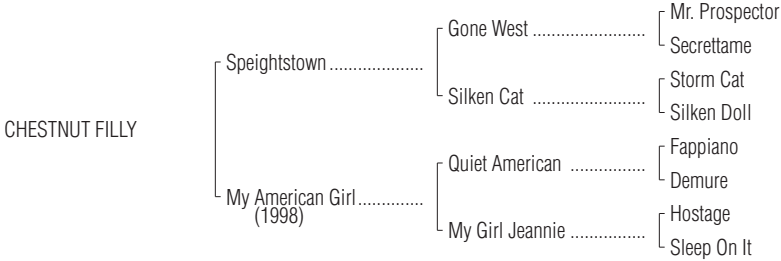 Mr. Prospector
Gone West ........................
Secrettame
Speightstown ....................
Storm Cat
Silken Cat ........................
Silken Doll
CHESTNUT FILLY
Fappiano
Quiet American ................
Demure
My American Girl..............
(1998)
Hostage
My Girl Jeannie ................
Sleep On It